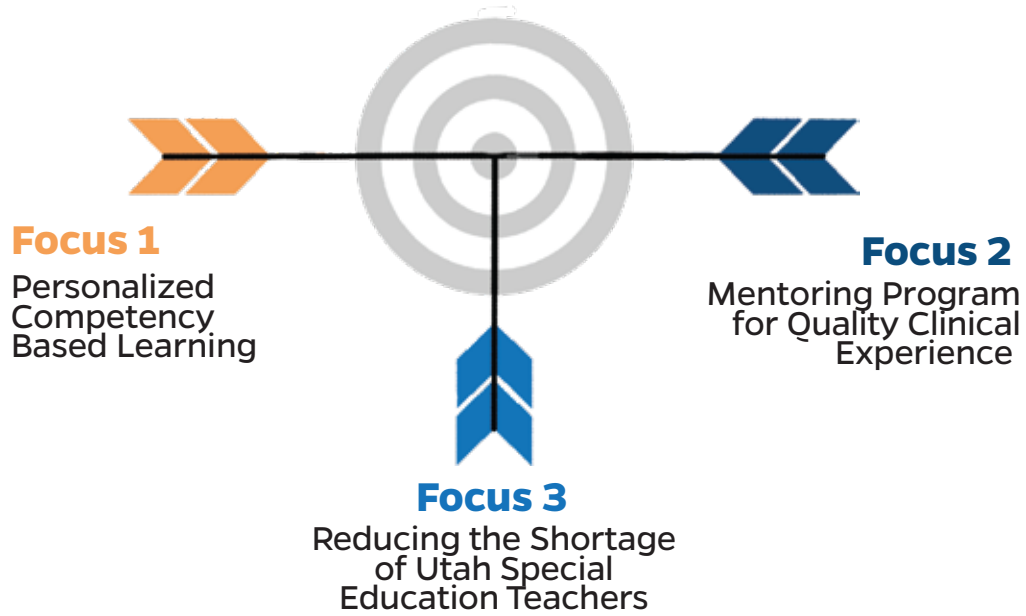 Focus 1
Personalized
Competency
Based Learning
Focus 2
Mentoring Program
for Quality Clinical
Experience
Focus 3
Reducing the Shortage
of Utah Special
Education Teachers